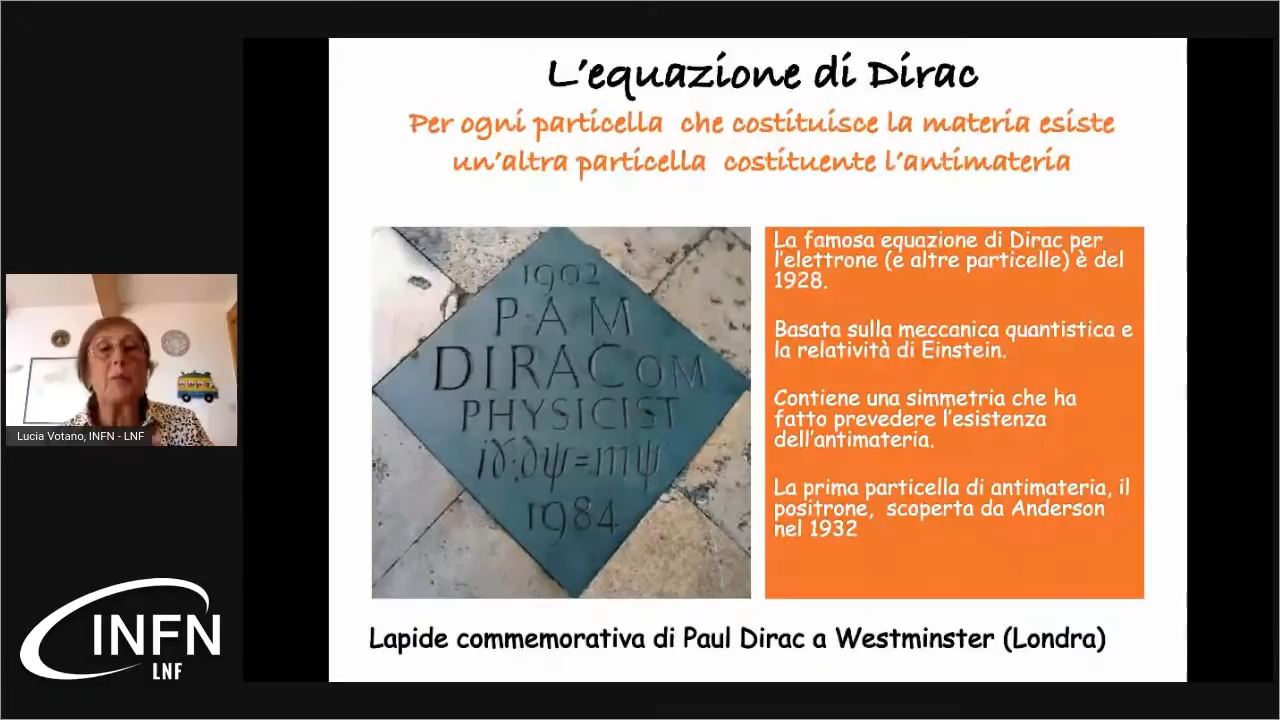 L'equazione di Dirac
Per ogni particella che costituisce la materia esiste
un'altra particella costituente l'antimateria
1902
PAM
DIRAC OM
PHYSICIST
iγ·∂ψ=mψ
1984
La famosa equazione di Dirac per
l'elettrone (e altre particelle) è del
1928.
Basata sulla meccanica quantistica e
la relatività di Einstein.
Contiene una simmetria che ha
fatto prevedere l'esistenza
dell'antimateria.
La prima particella di antimateria, il
positrone, scoperta da Anderson
nel 1932
Lapide commemorativa di Paul Dirac a Westminster (Londra)
Lucia Votano, INFN - LNF
INFN
LNF